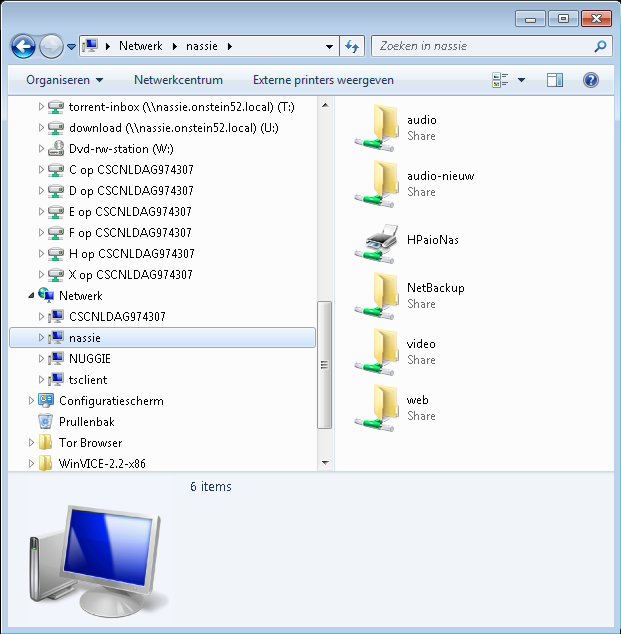 Netwerk nassie
Zoeken in nassie
Organiseren Netwerkcentrum Externe printers weergeven
torrent-inbox (\\nassie.onstein52.local) (T:)
download (\\nassie.onstein52.local) (U:)
Dvd-rw-station (W:)
C op CSCNLDAG974307
D op CSCNLDAG974307
E op CSCNLDAG974307
F op CSCNLDAG974307
H op CSCNLDAG974307
X op CSCNLDAG974307
Netwerk
CSCNLDAG974307
nassie
NUGGIE
tsclient
Configuratiescherm
Prullenbak
Tor Browser
WinVICE-2.2-x86
audio
Share
audio-nieuw
Share
HPaioNas
NetBackup
Share
video
Share
web
Share
6 items